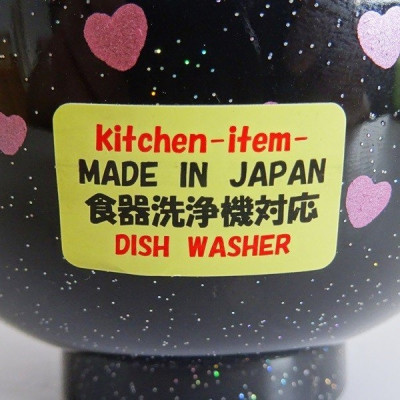 Kitchen-item-
MADE IN JAPAN
食器洗浄機対応
DISH WASHER